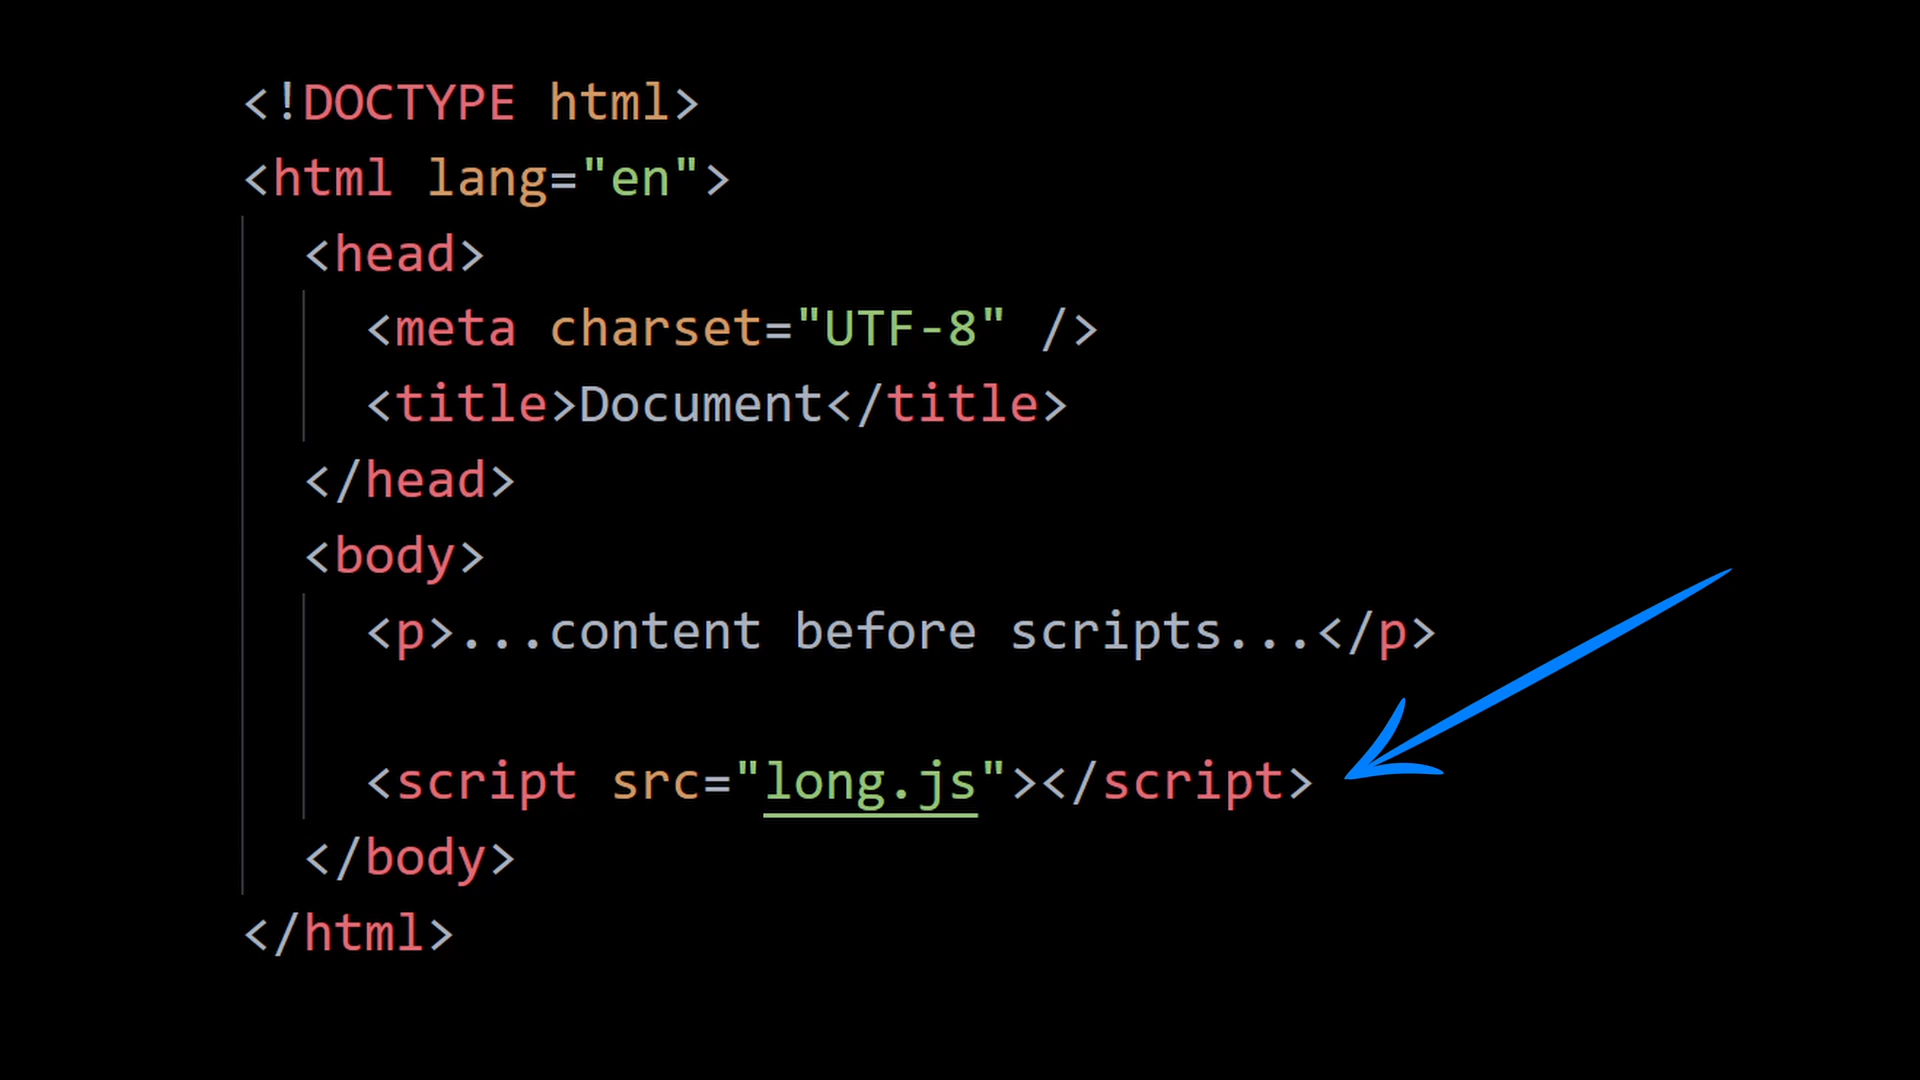 <!DOCTYPE html>
<html lang="en">
<head>
<meta charset="UTF-8" />
<title>Document</title>
</head>
<body>
<p>...content before scripts...</p>
<script src="long.js"></script>
</body>
</html>